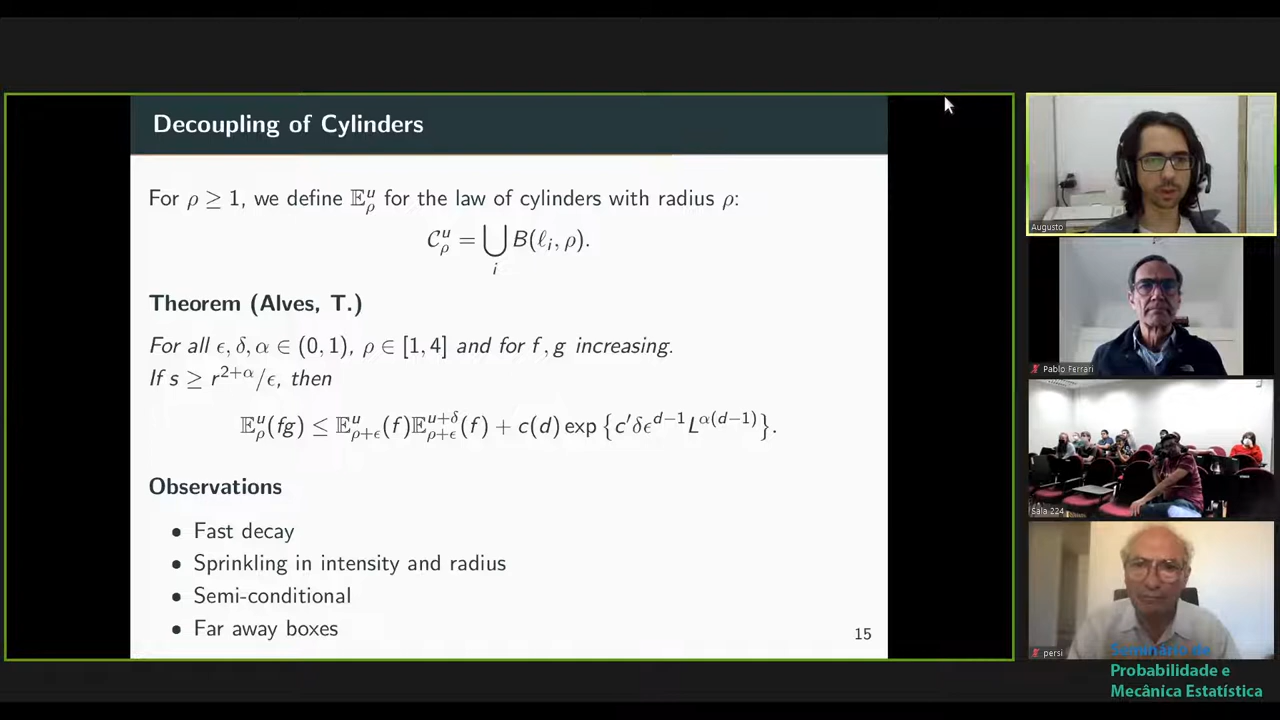 Decoupling of Cylinders
For ρ ≥ 1, we define 𝔼ᵤρ for the law of cylinders with radius ρ:
𝒞^u_ρ = ⋃_i B(ℓ_i, ρ).
Theorem (Alves, T.)
For all ϵ, δ, α ∈ (0, 1), ρ ∈ [1, 4] and for f, g increasing.
If s ≥ r^{2+α}/ϵ, then
𝔼^u_ρ(fg) ≤ 𝔼^u_{ρ+ϵ}(f)𝔼^{u+δ}_{ρ+ϵ}(f) + c(d) exp {c′δϵ^{d−1}L^{α(d−1)}}.
Observations
• Fast decay
• Sprinkling in intensity and radius
• Semi-conditional
• Far away boxes
15
Augusto
Pablo Ferrari
Sala 224
persi
Seminário de
Probabilidade e
Mecânica Estatística